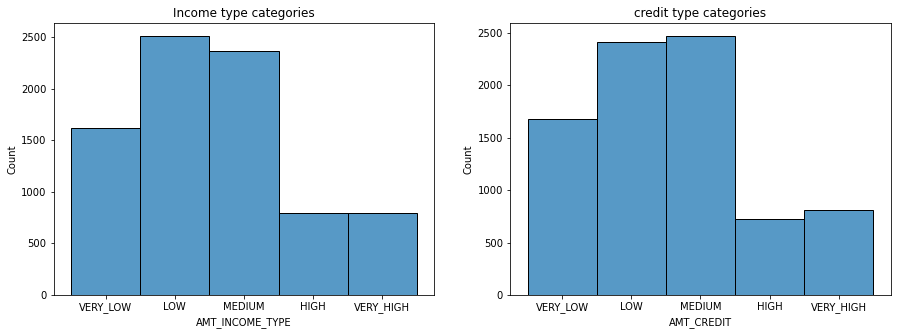 Income type categories
Count
2500
2000
1500
1000
500
0
VERY_LOW LOW MEDIUM HIGH VERY_HIGH
AMT_INCOME_TYPE
credit type categories
Count
2500
2000
1500
1000
500
0
VERY_LOW LOW MEDIUM HIGH VERY_HIGH
AMT_CREDIT